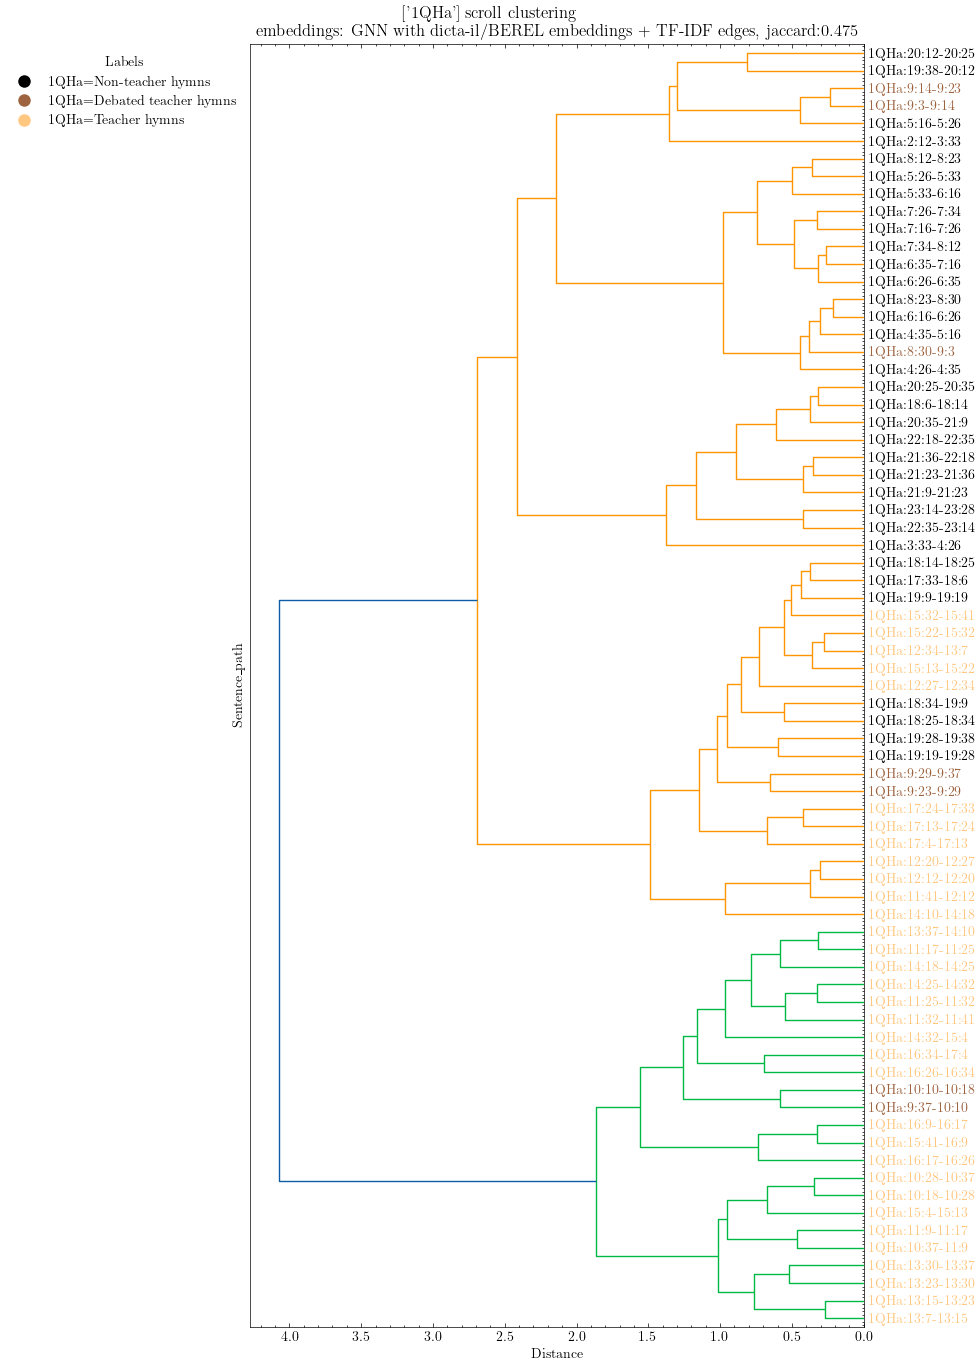 ['1QHa'] scroll clustering
embeddings: GNN with dicta-il/BEREL embeddings + TF-IDF edges, jaccard:0.475
Labels
1QHa=Non-teacher hymns
1QHa=Debated teacher hymns
1QHa=Teacher hymns
1QHa:20:12-20:25
1QHa:19:38-20:12
1QHa:9:14-9:23
1QHa:9:3-9:14
1QHa:5:16-5:26
1QHa:2:12-3:33
1QHa:8:12-8:23
1QHa:5:26-5:33
1QHa:5:33-6:16
1QHa:7:26-7:34
1QHa:7:16-7:26
1QHa:7:34-8:12
1QHa:6:35-7:16
1QHa:6:26-6:35
1QHa:8:23-8:30
1QHa:6:16-6:26
1QHa:4:35-5:16
1QHa:8:30-9:3
1QHa:4:26-4:35
1QHa:20:25-20:35
1QHa:18:6-18:14
1QHa:20:35-21:9
1QHa:22:18-22:35
1QHa:21:36-22:18
1QHa:21:23-21:36
1QHa:21:9-21:23
1QHa:23:14-23:28
1QHa:22:35-23:14
1QHa:3:33-4:26
1QHa:18:14-18:25
1QHa:17:33-18:6
1QHa:19:9-19:19
1QHa:15:32-15:41
1QHa:15:22-15:32
1QHa:12:34-13:7
1QHa:15:13-15:22
1QHa:12:27-12:34
1QHa:18:34-19:9
1QHa:18:25-18:34
1QHa:19:28-19:38
1QHa:19:19-19:28
1QHa:9:29-9:37
1QHa:9:23-9:29
1QHa:17:24-17:33
1QHa:17:13-17:24
1QHa:17:4-17:13
1QHa:12:20-12:27
1QHa:12:12-12:20
1QHa:11:41-12:12
1QHa:14:10-14:18
1QHa:13:37-14:10
1QHa:11:17-11:25
1QHa:14:18-14:25
1QHa:14:25-14:32
1QHa:11:25-11:32
1QHa:11:32-11:41
1QHa:14:32-15:4
1QHa:16:34-17:4
1QHa:16:26-16:34
1QHa:10:10-10:18
1QHa:9:37-10:10
1QHa:16:9-16:17
1QHa:15:41-16:9
1QHa:16:17-16:26
1QHa:10:28-10:37
1QHa:10:18-10:28
1QHa:15:4-15:13
1QHa:11:9-11:17
1QHa:10:37-11:9
1QHa:13:30-13:37
1QHa:13:23-13:30
1QHa:13:15-13:23
1QHa:13:7-13:15
Sentence_path
4.0 3.5 3.0 2.5 2.0 1.5 1.0 0.5 0.0
Distance